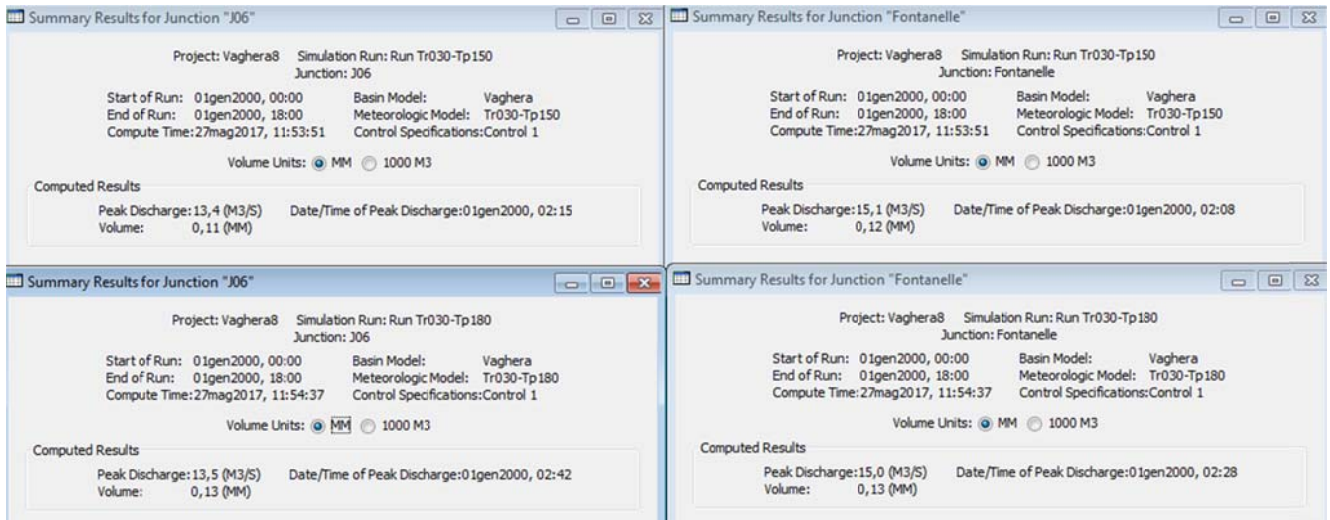 Summary Results for Junction "J06"
Project: Vaghera8 Simulation Run: Run Tr030-Tp150
Junction: J06
Start of Run: 01gen2000, 00:00 Basin Model: Vaghera
End of Run: 01gen2000, 18:00 Meteorologic Model: Tr030-Tp150
Compute Time:27mag2017, 11:53:51 Control Specifications:Control 1
Volume Units: MM 1000 M3
Computed Results
Peak Discharge:13,4 (M3/S) Date/Time of Peak Discharge:01gen2000, 02:15
Volume: 0,11 (MM)
Summary Results for Junction "Fontanelle"
Project: Vaghera8 Simulation Run: Run Tr030-Tp150
Junction: Fontanelle
Start of Run: 01gen2000, 00:00 Basin Model: Vaghera
End of Run: 01gen2000, 18:00 Meteorologic Model: Tr030-Tp150
Compute Time:27mag2017, 11:53:51 Control Specifications:Control 1
Volume Units: MM 1000 M3
Computed Results
Peak Discharge:15,1 (M3/S) Date/Time of Peak Discharge:01gen2000, 02:08
Volume: 0,12 (MM)
Summary Results for Junction "J06"
Project: Vaghera8 Simulation Run: Run Tr030-Tp180
Junction: J06
Start of Run: 01gen2000, 00:00 Basin Model: Vaghera
End of Run: 01gen2000, 18:00 Meteorologic Model: Tr030-Tp180
Compute Time:27mag2017, 11:54:37 Control Specifications:Control 1
Volume Units: MM 1000 M3
Computed Results
Peak Discharge:13,5 (M3/S) Date/Time of Peak Discharge:01gen2000, 02:42
Volume: 0,13 (MM)
Summary Results for Junction "Fontanelle"
Project: Vaghera8 Simulation Run: Run Tr030-Tp180
Junction: Fontanelle
Start of Run: 01gen2000, 00:00 Basin Model: Vaghera
End of Run: 01gen2000, 18:00 Meteorologic Model: Tr030-Tp180
Compute Time:27mag2017, 11:54:37 Control Specifications:Control 1
Volume Units: MM 1000 M3
Computed Results
Peak Discharge:15,0 (M3/S) Date/Time of Peak Discharge:01gen2000, 02:28
Volume: 0,13 (MM)